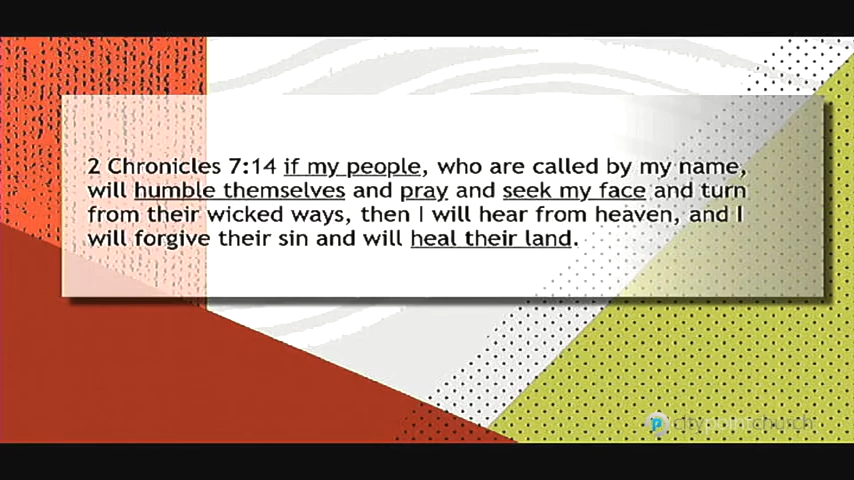 2 Chronicles 7:14 if my people, who are called by my name,
will humble themselves and pray and seek my face and turn
from their wicked ways, then I will hear from heaven, and I
will forgive their sin and will heal their land.
citypointchurch